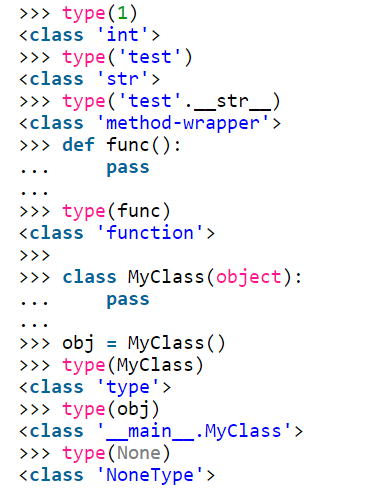 >>> type(1)
<class 'int'>
>>> type('test')
<class 'str'>
>>> type('test'.__str__)
<class 'method-wrapper'>
>>> def func():
...     pass
...
>>> type(func)
<class 'function'>
>>>
>>> class MyClass(object):
...     pass
...
>>> obj = MyClass()
>>> type(MyClass)
<class 'type'>
>>> type(obj)
<class '__main__.MyClass'>
>>> type(None)
<class 'NoneType'>